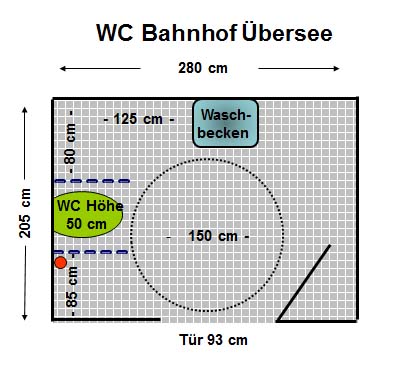 WC Bahnhof Übersee
280 cm
- 125 cm -
Wasch-
becken
- 80 cm -
205 cm
WC Höhe
50 cm
- 150 cm -
- 85 cm -
Tür 93 cm